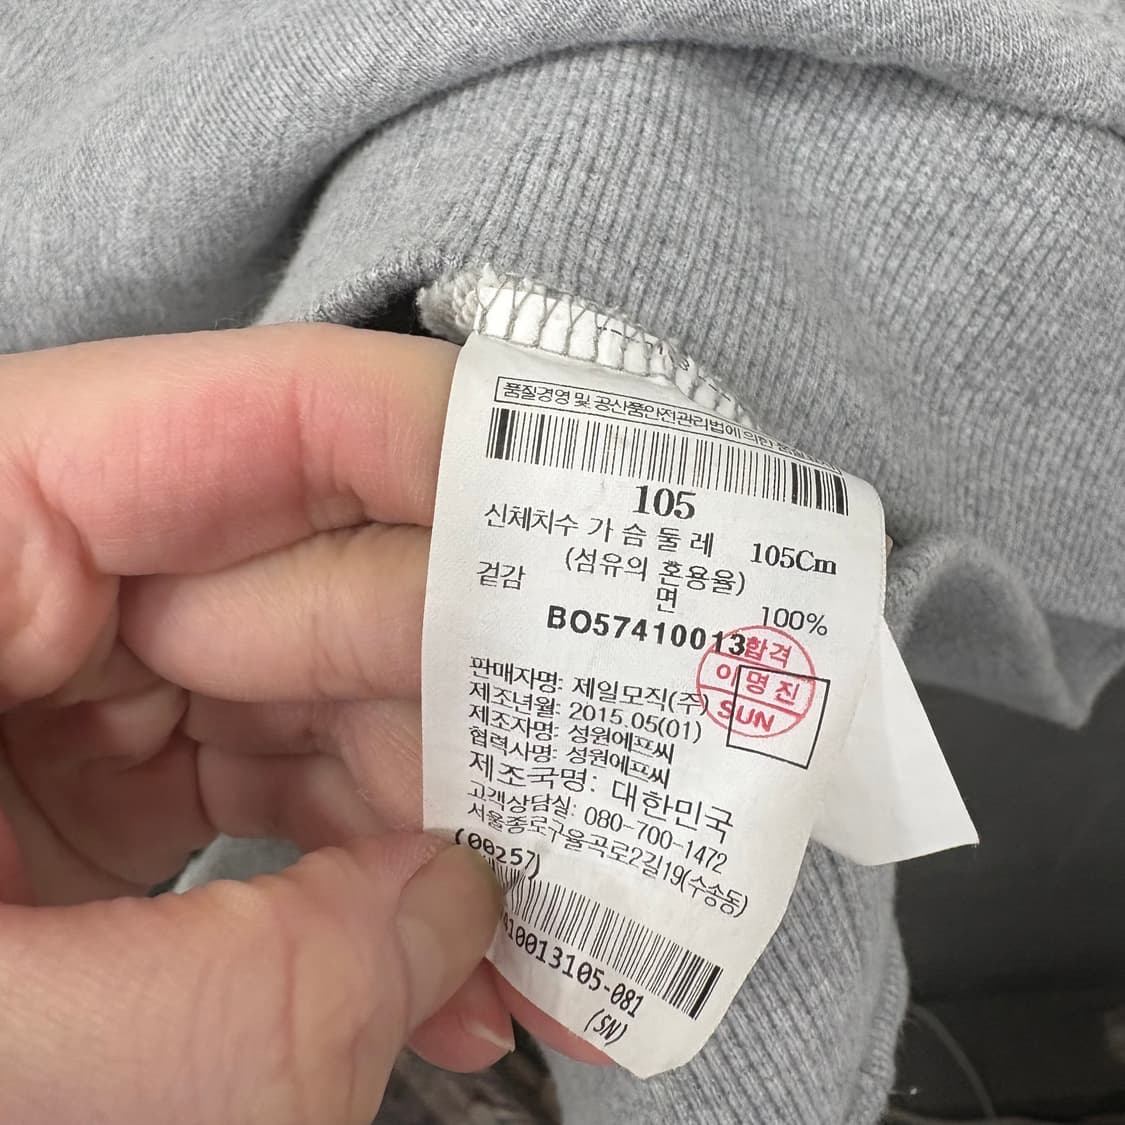 품질경영 및 공산품안전관리법에 의한
105
신체치수 가슴둘레 105Cm
(섬유의 혼용율)
겉감 면 100%
BO57410013
합격
이명진
SUN
판매자명: 제일모직(주)
제조년월: 2015.05(01)
제조자명: 성원에프씨
협력사명: 성원에프씨
제조국명: 대한민국
고객상담실: 080-700-1472
서울종로구율곡로2길19(수송동)
(00257)
10013105-081
(SN)